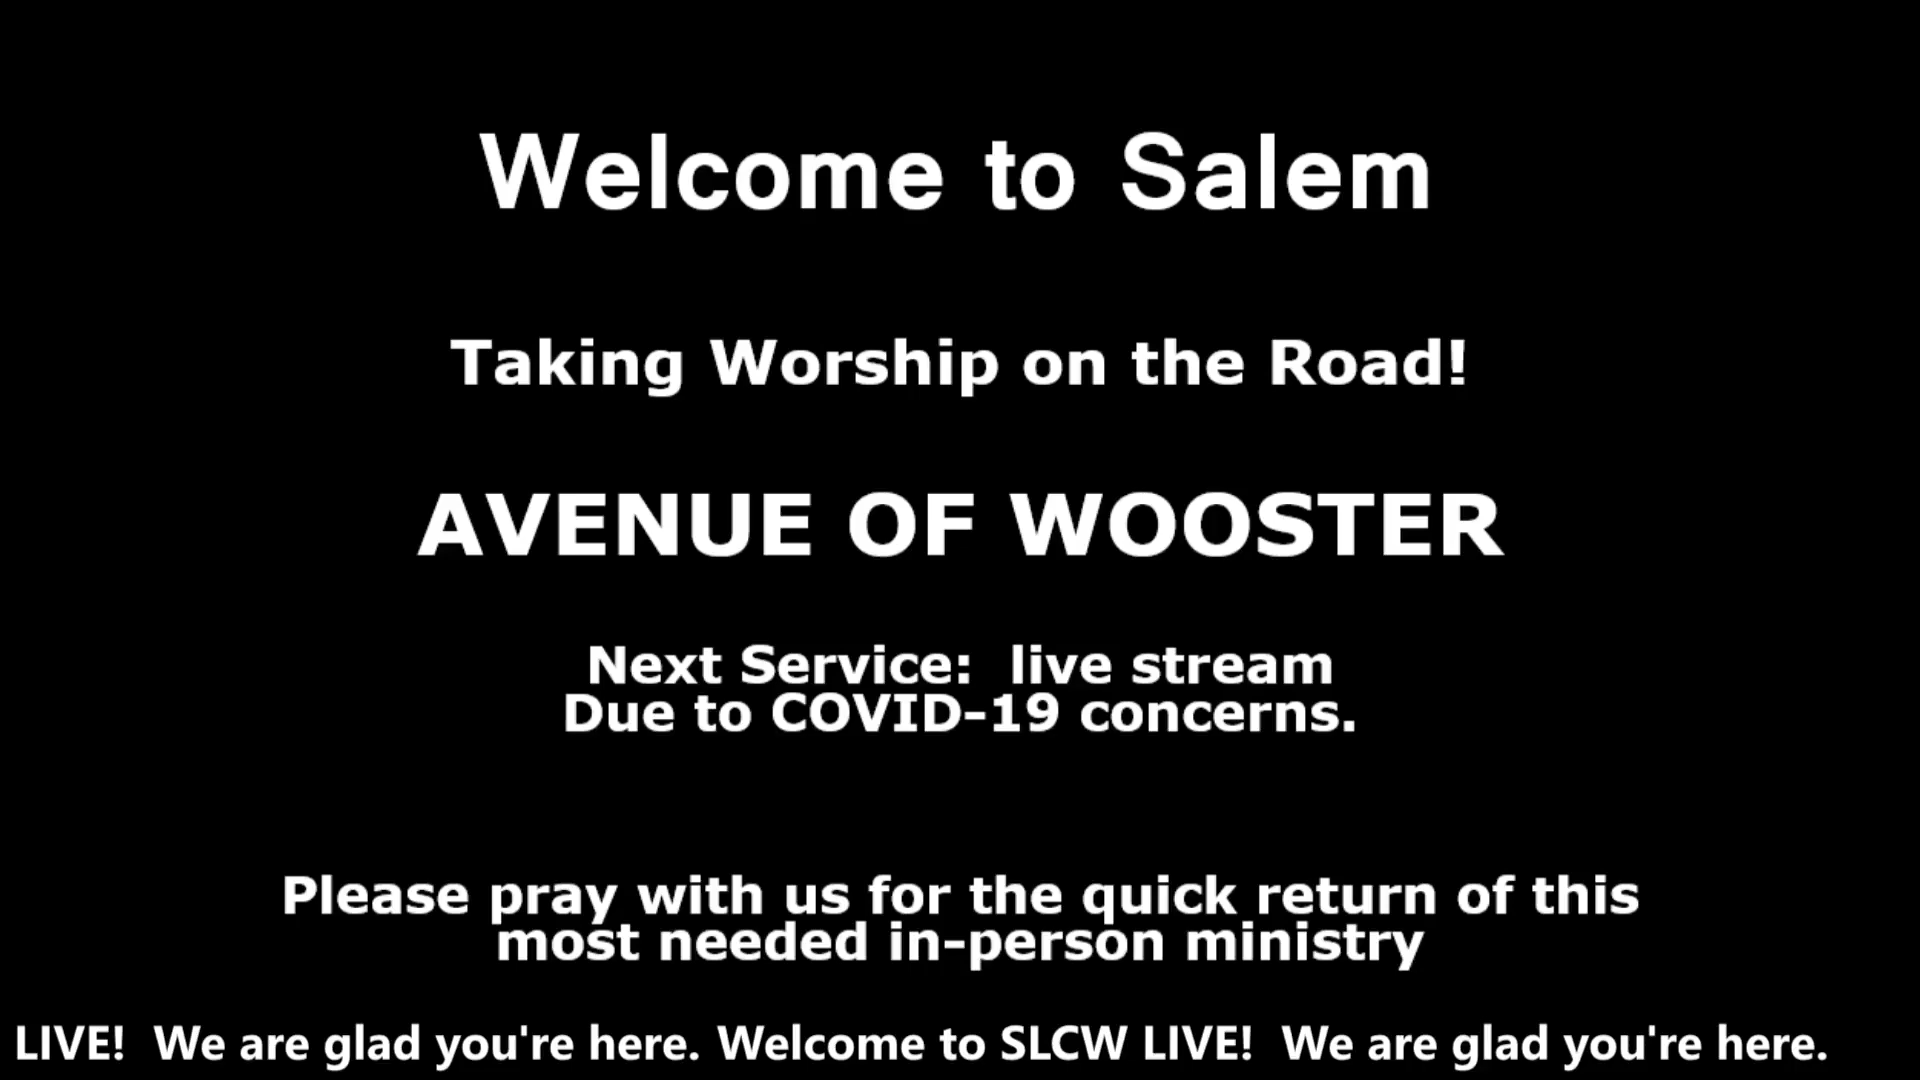 Welcome to Salem
Taking Worship on the Road!
AVENUE OF WOOSTER
Next Service:  live stream
Due to COVID-19 concerns.
Please pray with us for the quick return of this
most needed in-person ministry
LIVE!  We are glad you're here. Welcome to SLCW LIVE!  We are glad you're here.